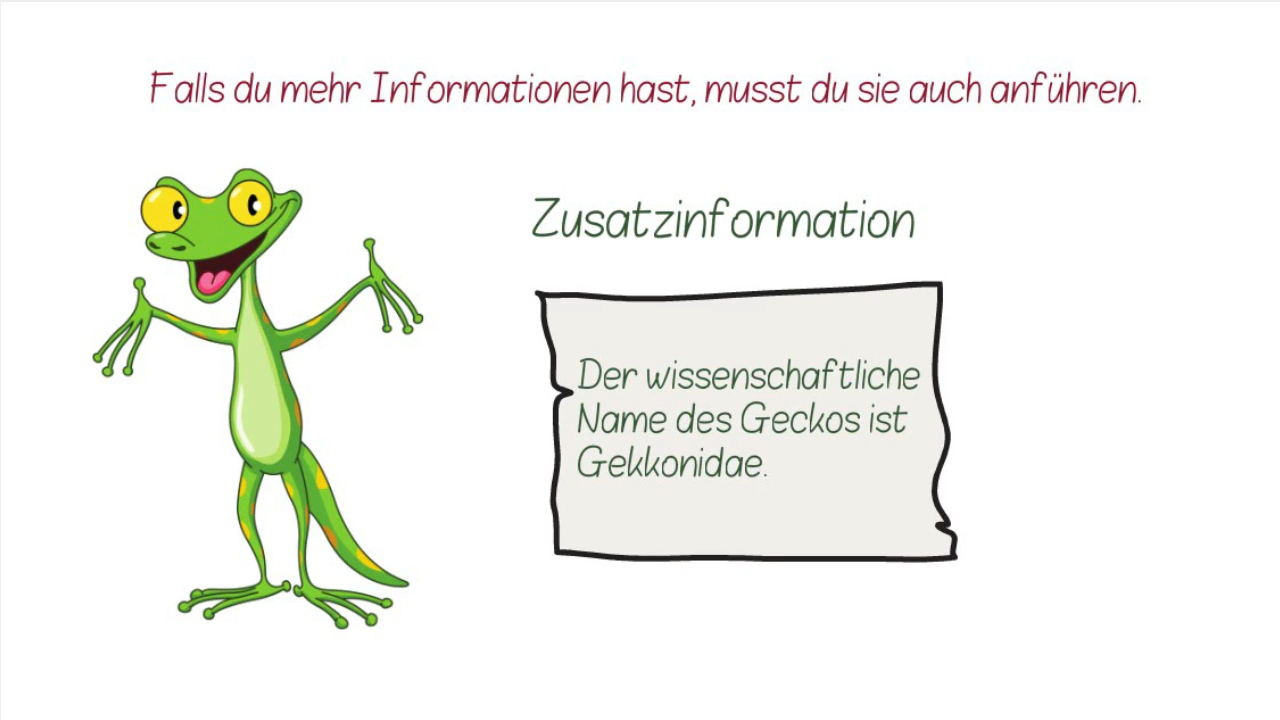 Falls du mehr Informationen hast, musst du sie auch anführen.
Zusatzinformation
Der wissenschaftliche
Name des Geckos ist
Gekkonidae.